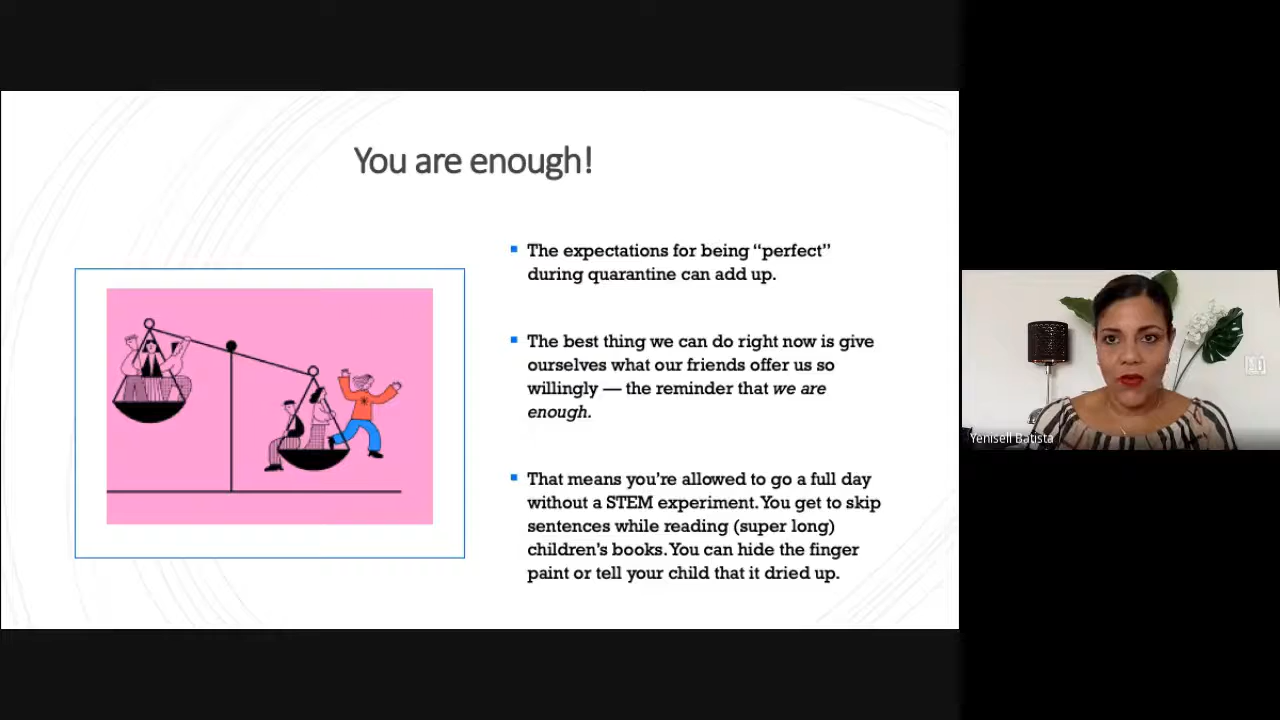 You are enough!
The expectations for being “perfect”
during quarantine can add up.
The best thing we can do right now is give
ourselves what our friends offer us so
willingly — the reminder that we are
enough.
That means you’re allowed to go a full day
without a STEM experiment. You get to skip
sentences while reading (super long)
children’s books. You can hide the finger
paint or tell your child that it dried up.
Yenisell Batista